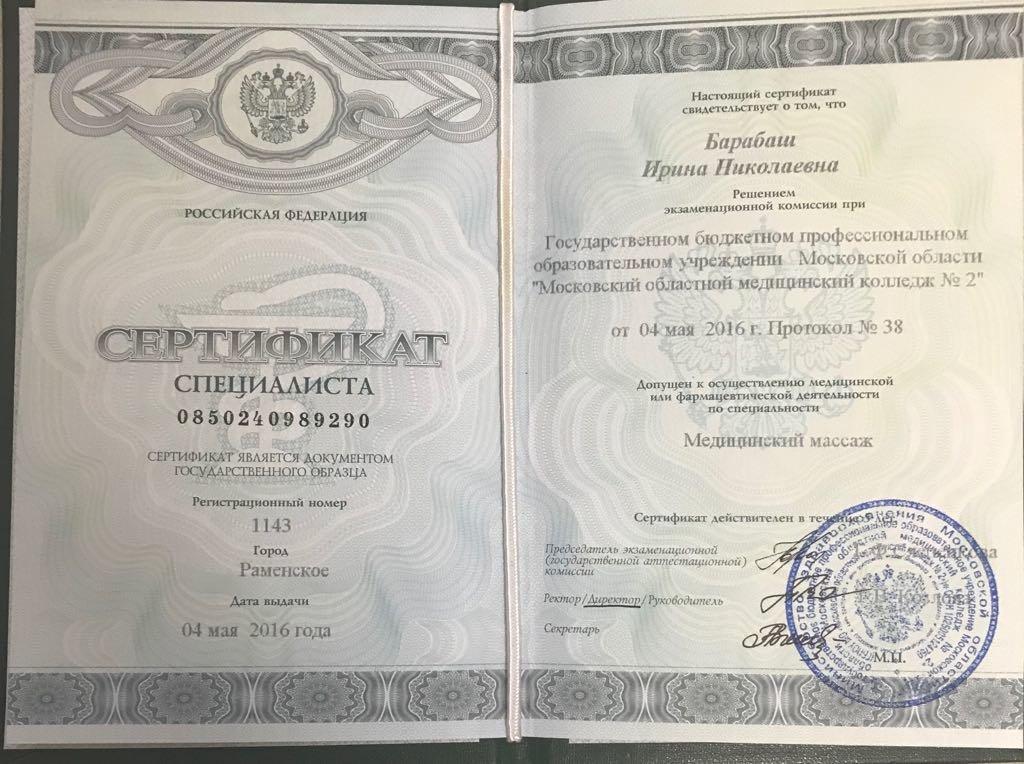 РОССИЙСКАЯ ФЕДЕРАЦИЯ
СЕРТИФИКАТ
СПЕЦИАЛИСТА
0850240989290
СЕРТИФИКАТ ЯВЛЯЕТСЯ ДОКУМЕНТОМ
ГОСУДАРСТВЕННОГО ОБРАЗЦА
Регистрационный номер
1143
Город
Раменское
Дата выдачи
04 мая 2016 года
Настоящий сертификат
свидетельствует о том, что
Барабаш
Ирина Николаевна
Решением
экзаменационной комиссии при
Государственном бюджетном профессиональном
образовательном учреждении Московской области
"Московский областной медицинский колледж № 2"
от 04 мая 2016 г. Протокол № 38
Допущен к осуществлению медицинской
или фармацевтической деятельности
по специальности
Медицинский массаж
Сертификат действителен в течение 5 лет
Председатель экзаменационной
(государственной аттестационной)
комиссии
Ректор/Директор/Руководитель
Секретарь
М.П.